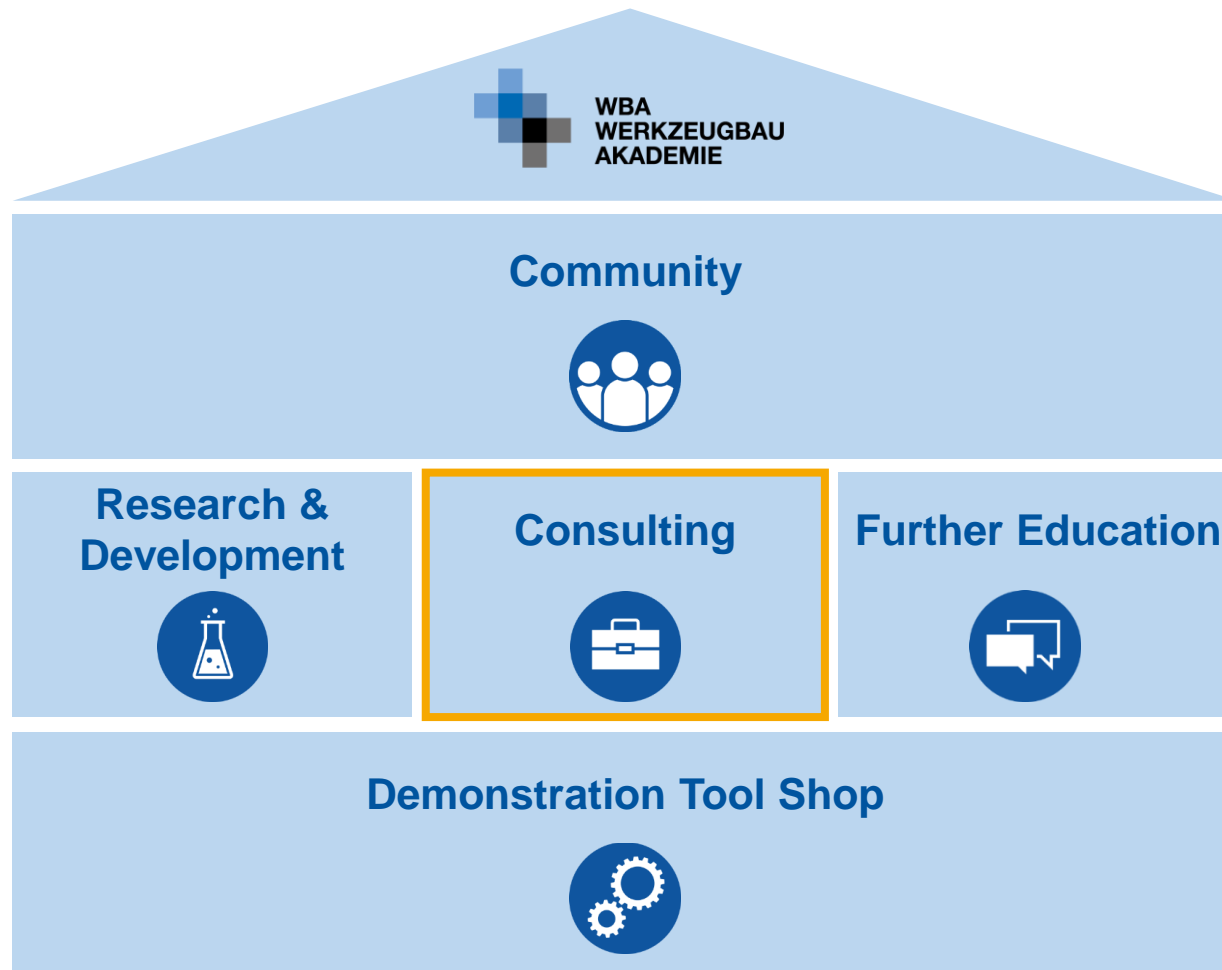 WBA
WERKZEUGBAU
AKADEMIE
Community
Research &
Development
Consulting
Further Education
Demonstration Tool Shop